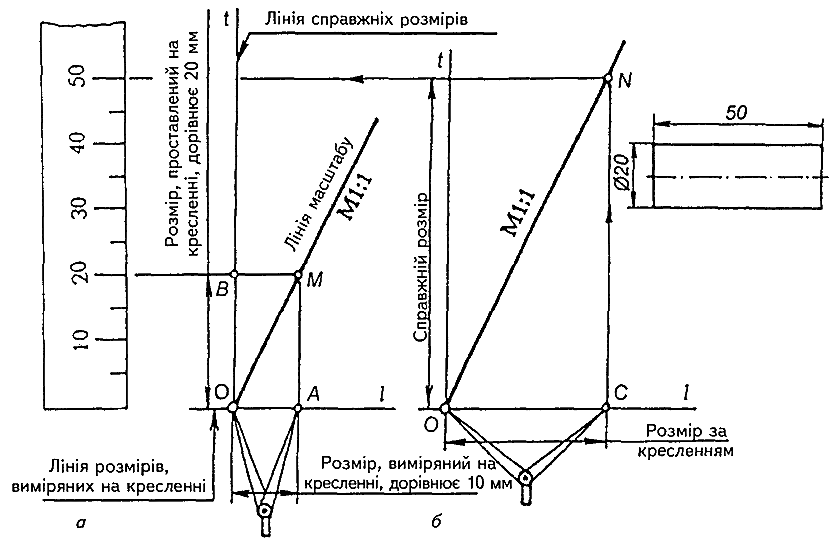 t
Лінія справжніх розмірів
50
40
30
20
10
Розмір, проставлений на
кресленні, дорівнює 20 мм
Лінія масштабу
М1:1
B
M
O
A
l
Лінія розмірів,
виміряних на кресленні
Розмір, виміряний на
кресленні, дорівнює 10 мм
а
t
N
Справжній розмір
М1:1
O
C
l
Розмір за
кресленням
б
50
Ø20